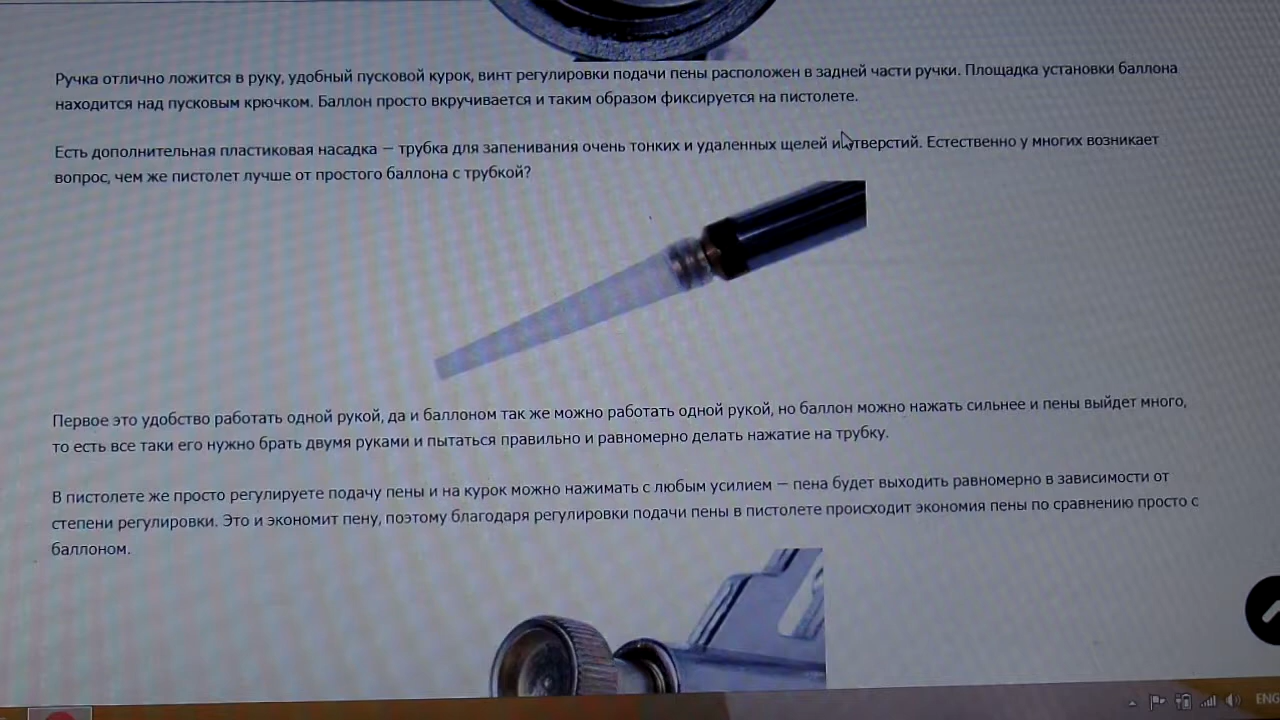 Ручка отлично ложится в руку, удобный пусковой курок, винт регулировки подачи пены расположен в задней части ручки. Площадка установки баллона
находится над пусковым крючком. Баллон просто вкручивается и таким образом фиксируется на пистолете.
Есть дополнительная пластиковая насадка — трубка для запенивания очень тонких и удаленных щелей и отверстий. Естественно у многих возникает
вопрос, чем же пистолет лучше от простого баллона с трубкой?
Первое это удобство работать одной рукой, да и баллоном так же можно работать одной рукой, но баллон можно нажать сильнее и пены выйдет много,
то есть все таки его нужно брать двумя руками и пытаться правильно и равномерно делать нажатие на трубку.
В пистолете же просто регулируете подачу пены и на курок можно нажимать с любым усилием — пена будет выходить равномерно в зависимости от
степени регулировки. Это и экономит пену, поэтому благодаря регулировки подачи пены в пистолете происходит экономия пены по сравнению просто с
баллоном.
ENG